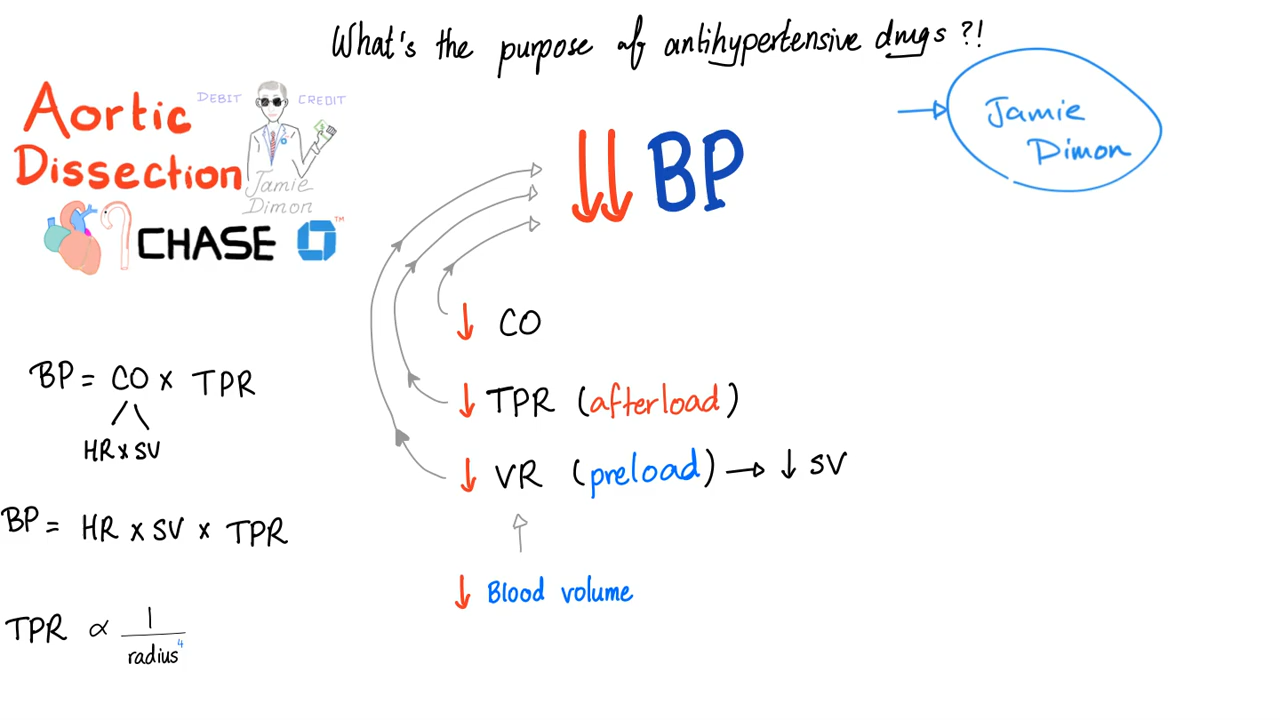 What's the purpose of antihypertensive drugs ?!
Aortic
Dissection
DEBIT CREDIT
Jamie
Dimon
CHASE ™
Jamie
Dimon
↓↓ BP
↓ CO
↓ TPR (afterload)
↓ VR (preload) → ↓ SV
↓ Blood volume
BP = CO x TPR
HR x SV
BP = HR x SV x TPR
TPR ∝ 1
radius⁴